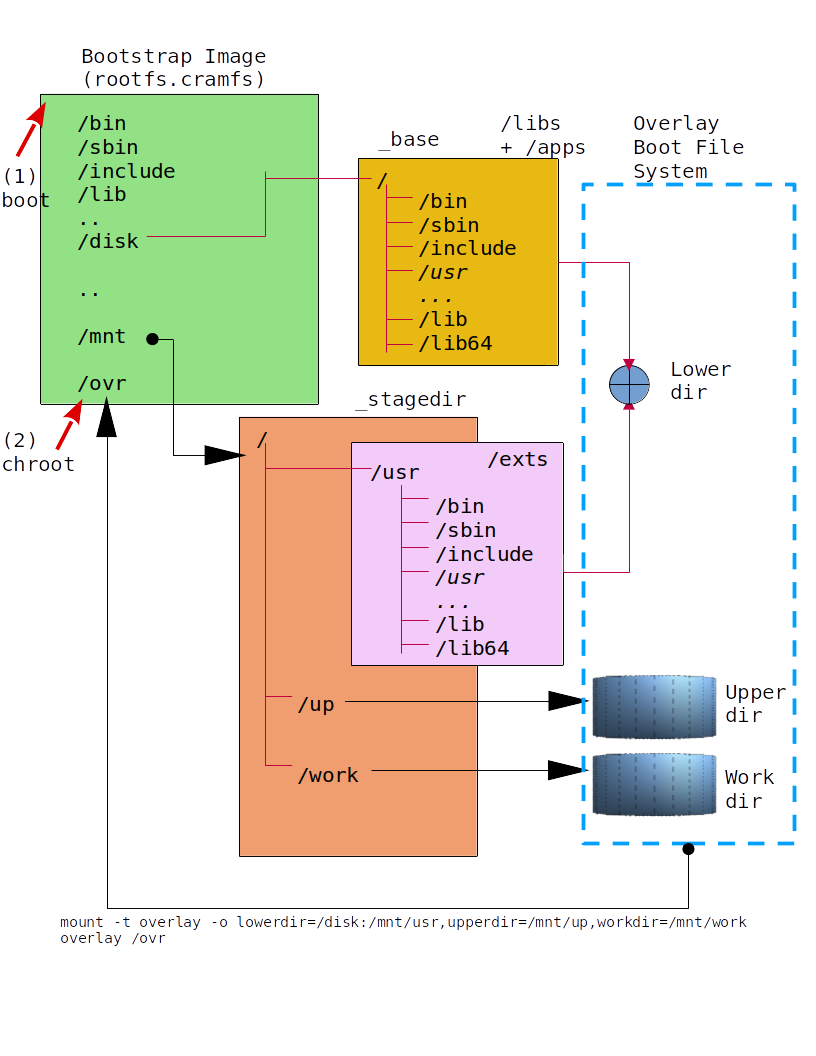 Bootstrap Image
(rootfs.cramfs)
/bin
/sbin
/include
/lib
..
/disk
..
/mnt
/ovr
(1)
boot
(2)
chroot
_base
/libs
+ /apps
/
/bin
/sbin
/include
/usr
...
/lib
/lib64
Overlay
Boot File
System
Lower
dir
_stagedir
/
/exts
/usr
/bin
/sbin
/include
/usr
...
/lib
/lib64
/up
/work
Upper
dir
Work
dir
mount -t overlay -o lowerdir=/disk:/mnt/usr,upperdir=/mnt/up,workdir=/mnt/work
overlay /ovr